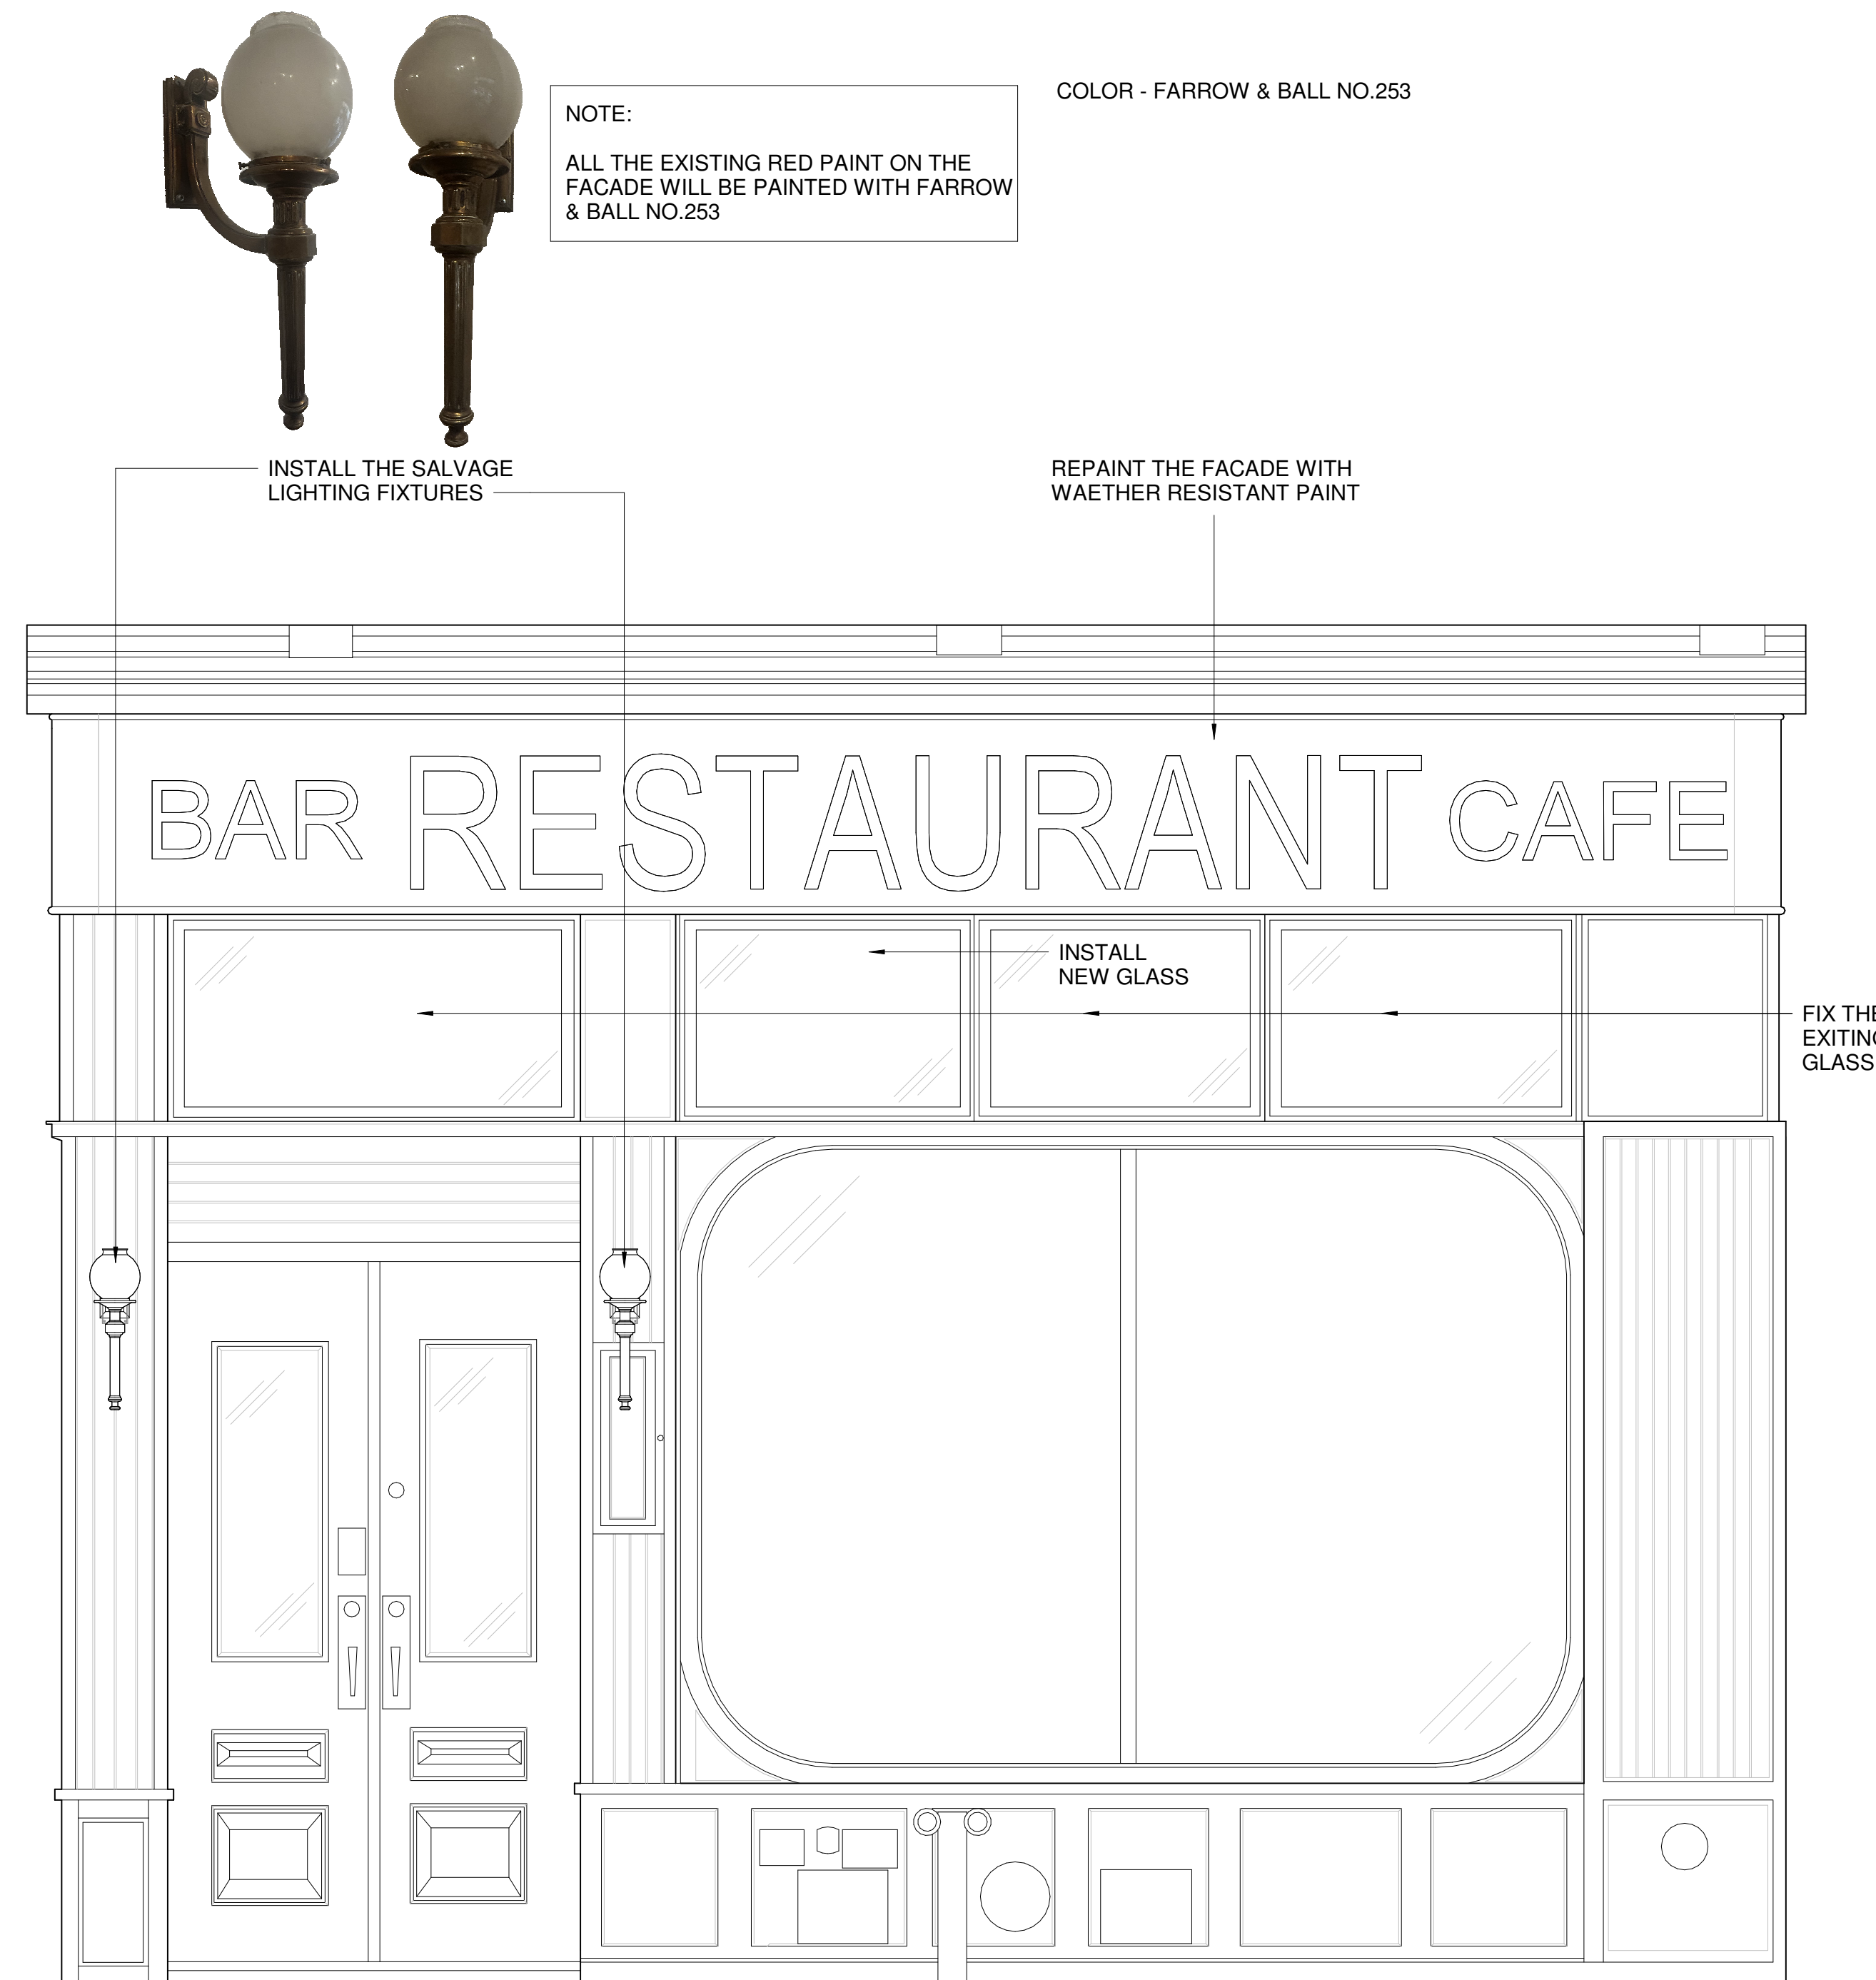 COLOR - FARROW & BALL NO.253
NOTE:
ALL THE EXISTING RED PAINT ON THE
FACADE WILL BE PAINTED WITH FARROW
& BALL NO.253
INSTALL THE SALVAGE
LIGHTING FIXTURES
REPAINT THE FACADE WITH
WAETHER RESISTANT PAINT
BAR RESTAURANT CAFE
INSTALL
NEW GLASS
FIX THE
EXITING
GLASS